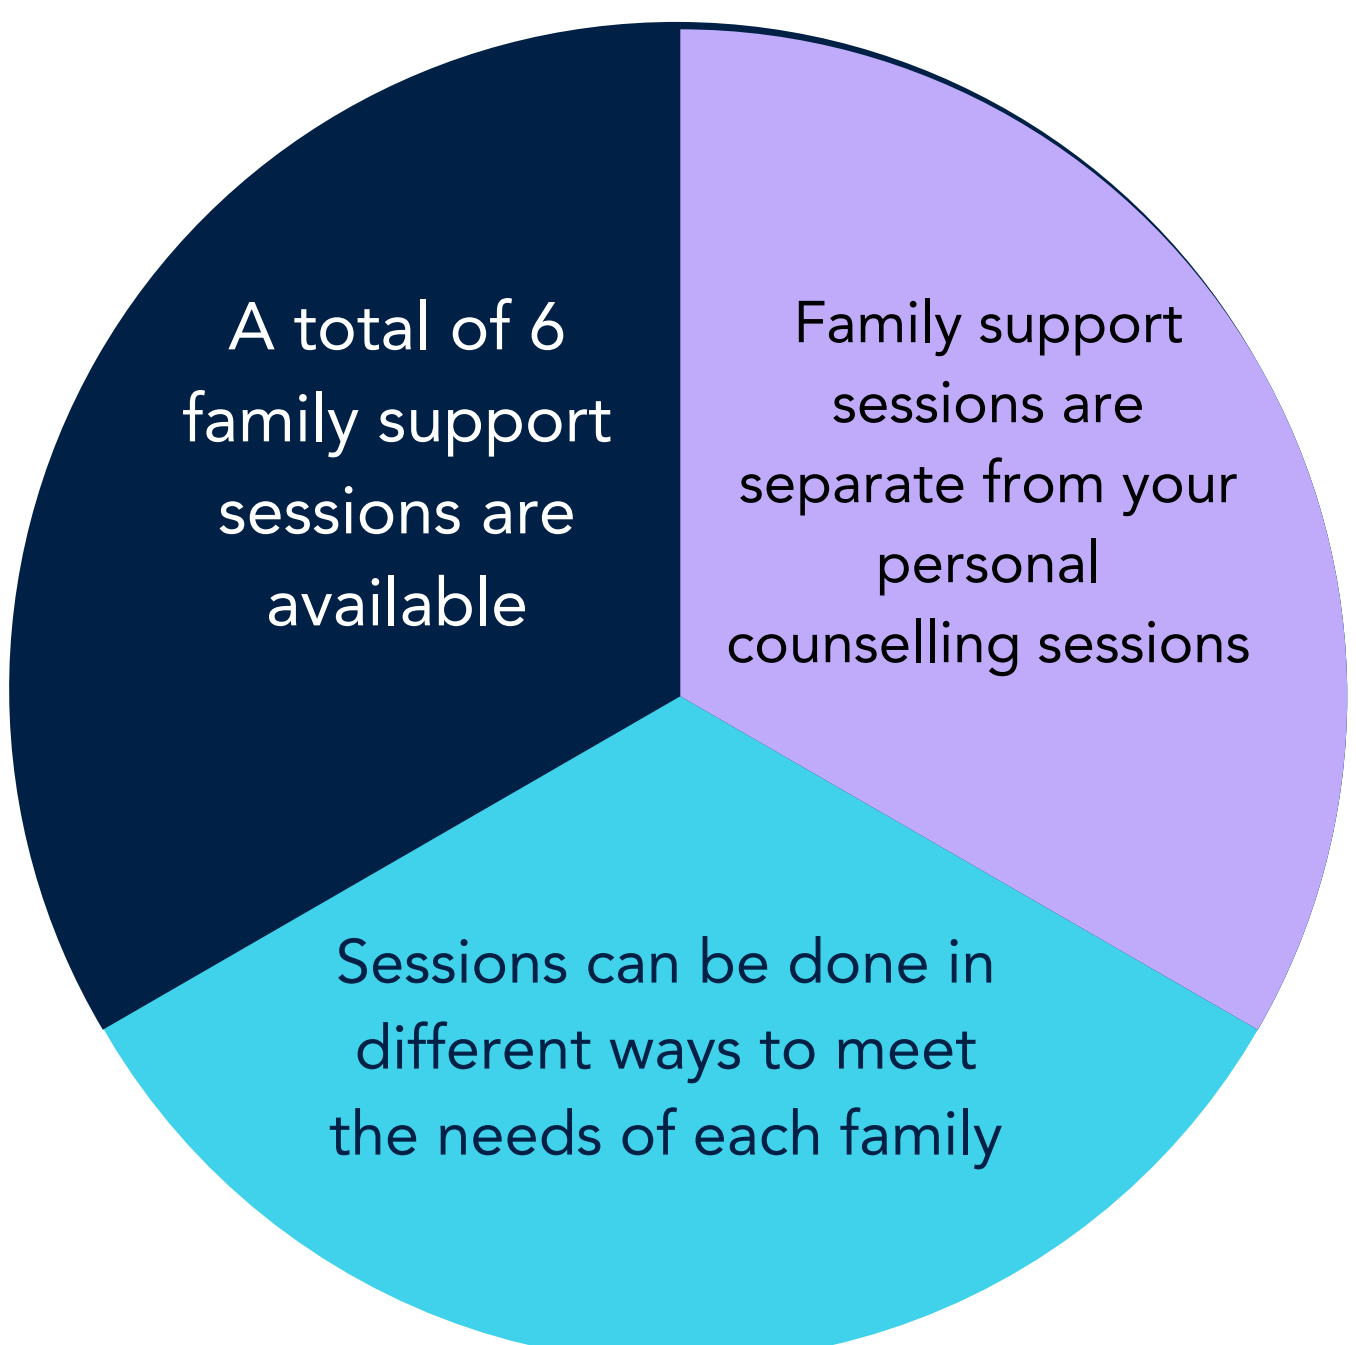 A total of 6
family support
sessions are
available
Family support
sessions are
separate from your
personal
counselling sessions
Sessions can be done in
different ways to meet
the needs of each family